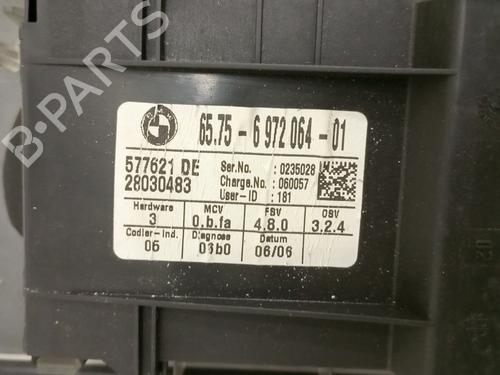 BMW
65.75 - 6 972 064 - 01
577621 DE
28030483
Ser.No. : 0235028
Charge.No. : 060057
User-ID : 181
Hardware MCV FSV OSV
3 0.b.fa 4.8.0 3.2.4
Codier-Ind. Diagnose Datum
06 03b0 06/06
B-PARTS